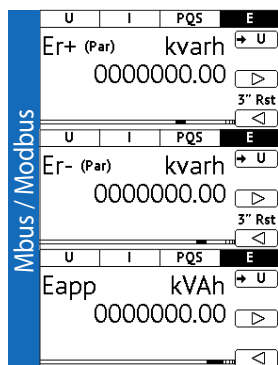 Mbus / Modbus
U I PQS E
Er+ (Par) kvarh → U
0000000.00
3" Rst
U I PQS E
Er- (Par) kvarh → U
0000000.00
3" Rst
U I PQS E
Eapp kVAh → U
0000000.00